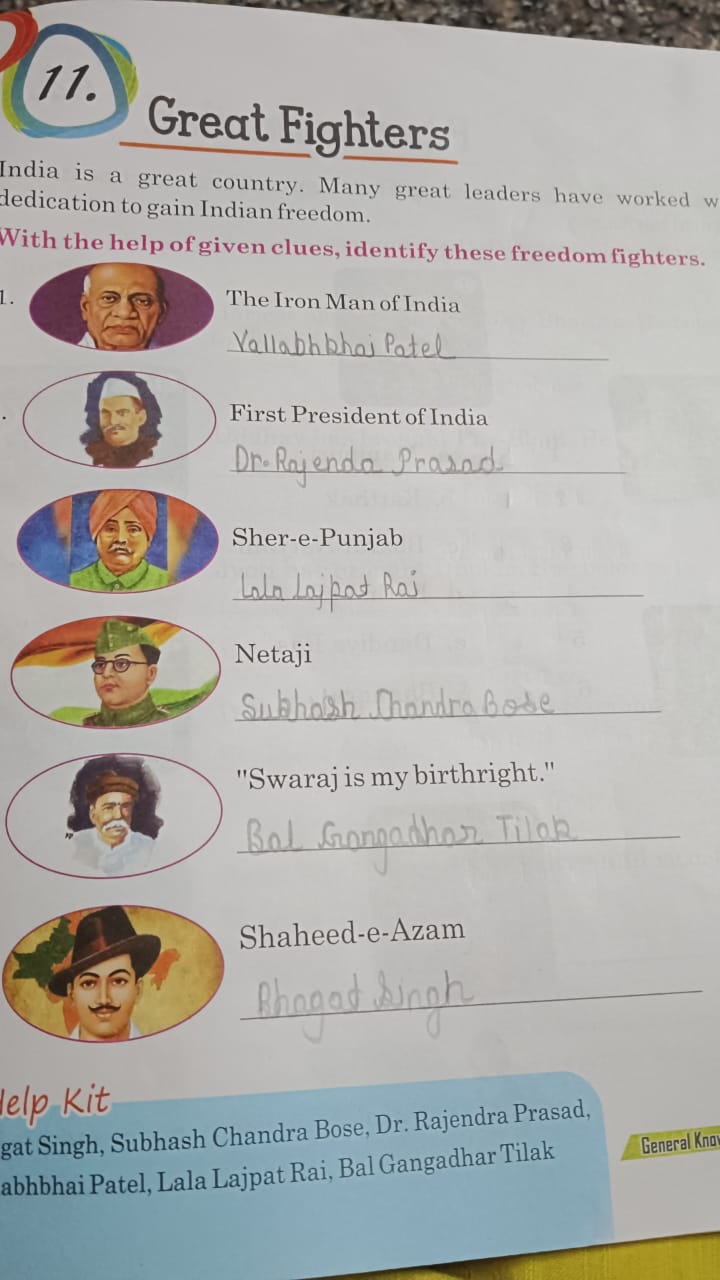 11.
Great Fighters
India is a great country. Many great leaders have worked w
dedication to gain Indian freedom.
With the help of given clues, identify these freedom fighters.
1.
The Iron Man of India
Vallabhbhai Patel
First President of India
Dr. Rajenda Prasad
Sher-e-Punjab
Lala Lajpat Rai
Netaji
Subhash Chandra Bose
"Swaraj is my birthright."
Bal Gangadhar Tilak
Shaheed-e-Azam
Bhagat Singh
Help Kit
gat Singh, Subhash Chandra Bose, Dr. Rajendra Prasad,
abhbhai Patel, Lala Lajpat Rai, Bal Gangadhar Tilak
General Know